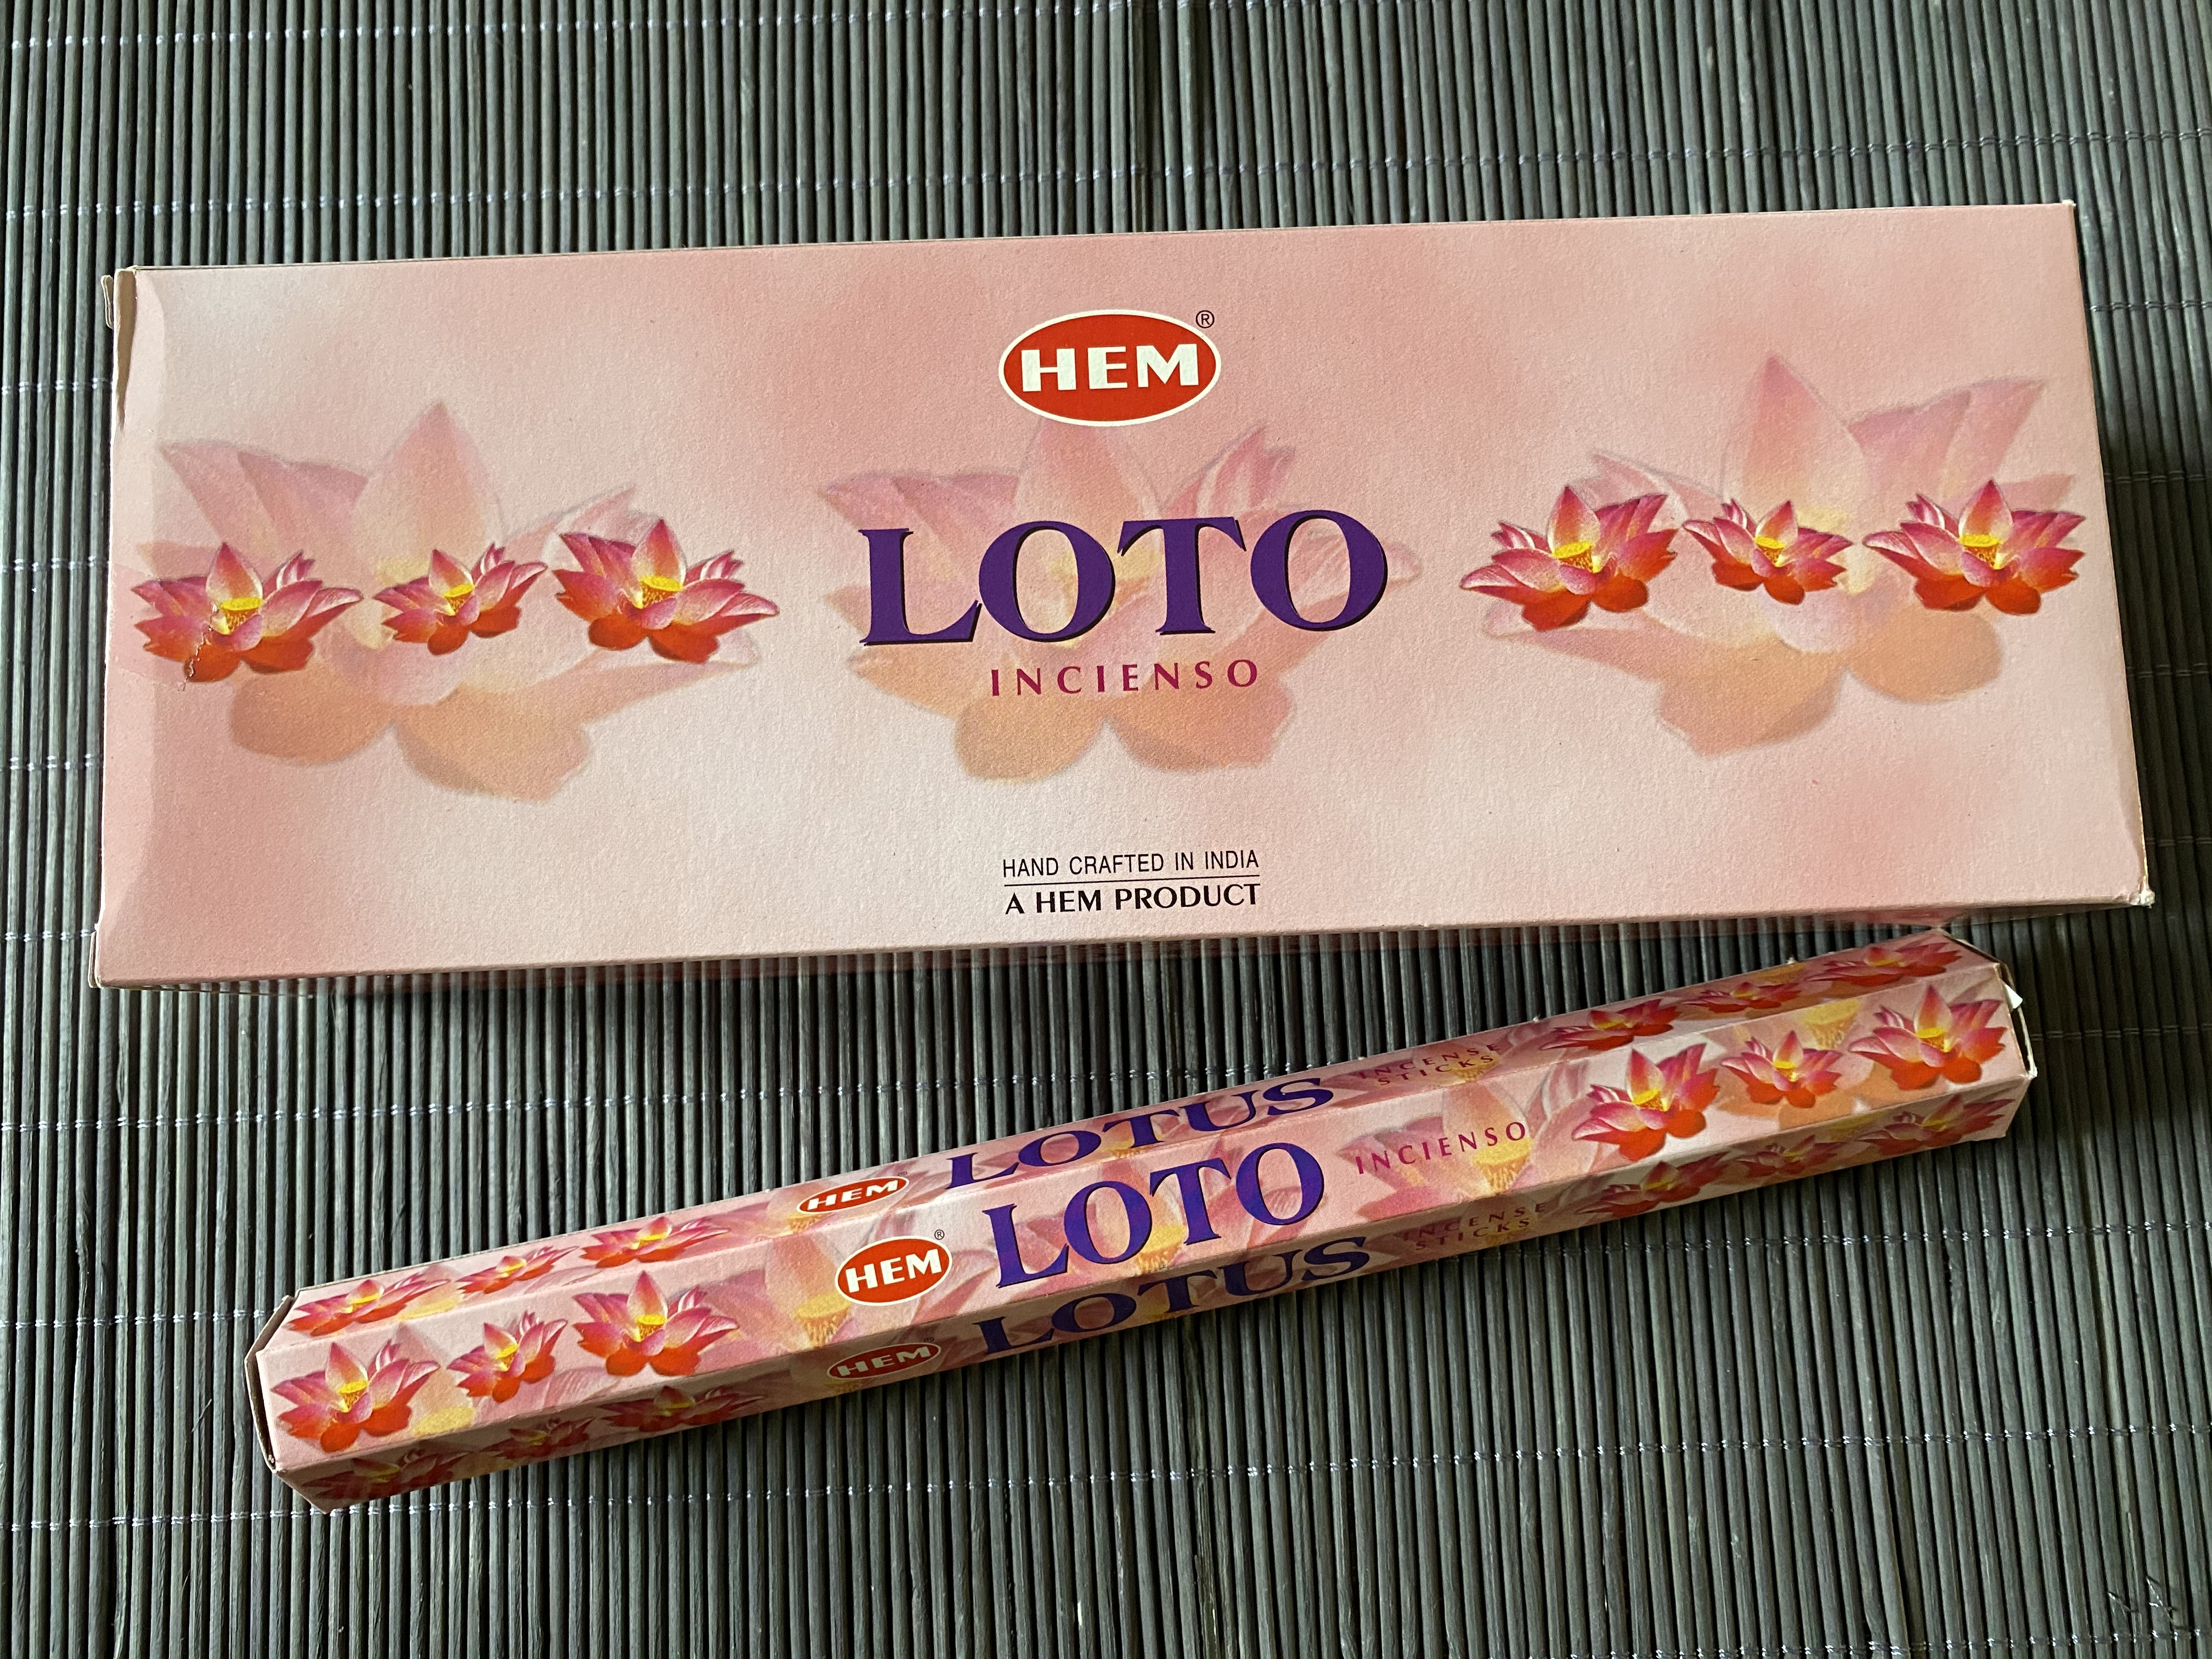 HEM®
LOTO
INCIENSO
HAND CRAFTED IN INDIA
A HEM PRODUCT
HEM LOTUS INCENSE
STICKS
HEM® LOTO INCIENSO
HEM LOTUS INCENSE
STICKS